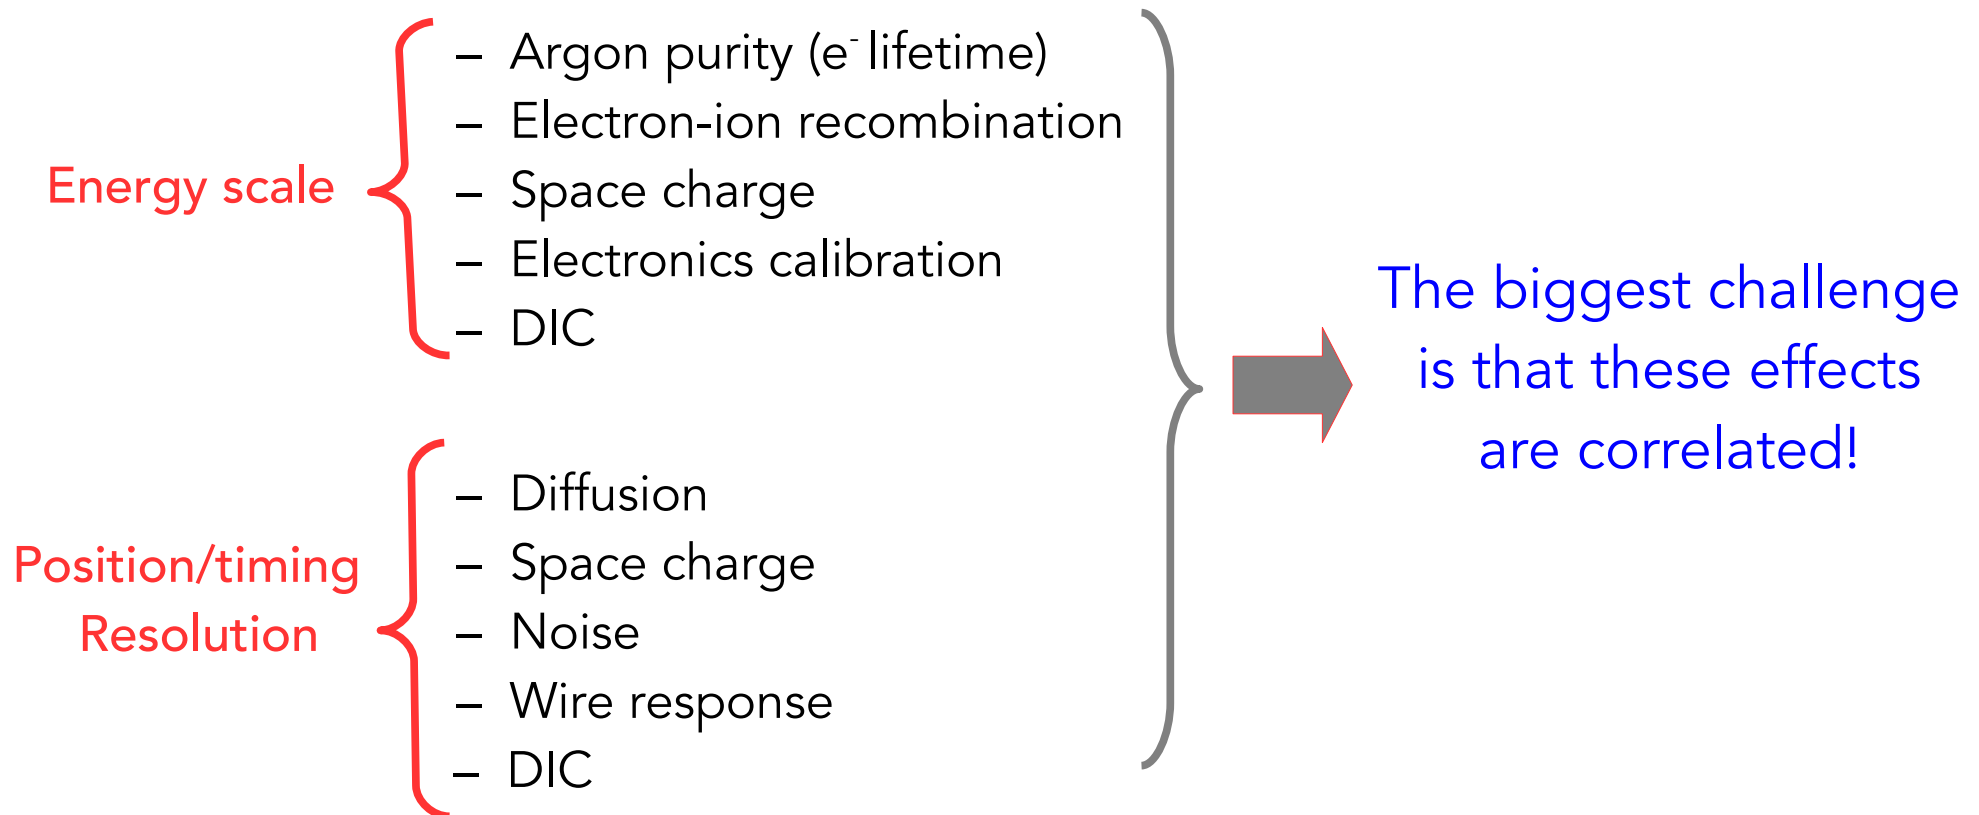 Energy scale
– Argon purity (e⁻ lifetime)
– Electron-ion recombination
– Space charge
– Electronics calibration
– DIC
Position/timing
Resolution
– Diffusion
– Space charge
– Noise
– Wire response
– DIC
The biggest challenge
is that these effects
are correlated!